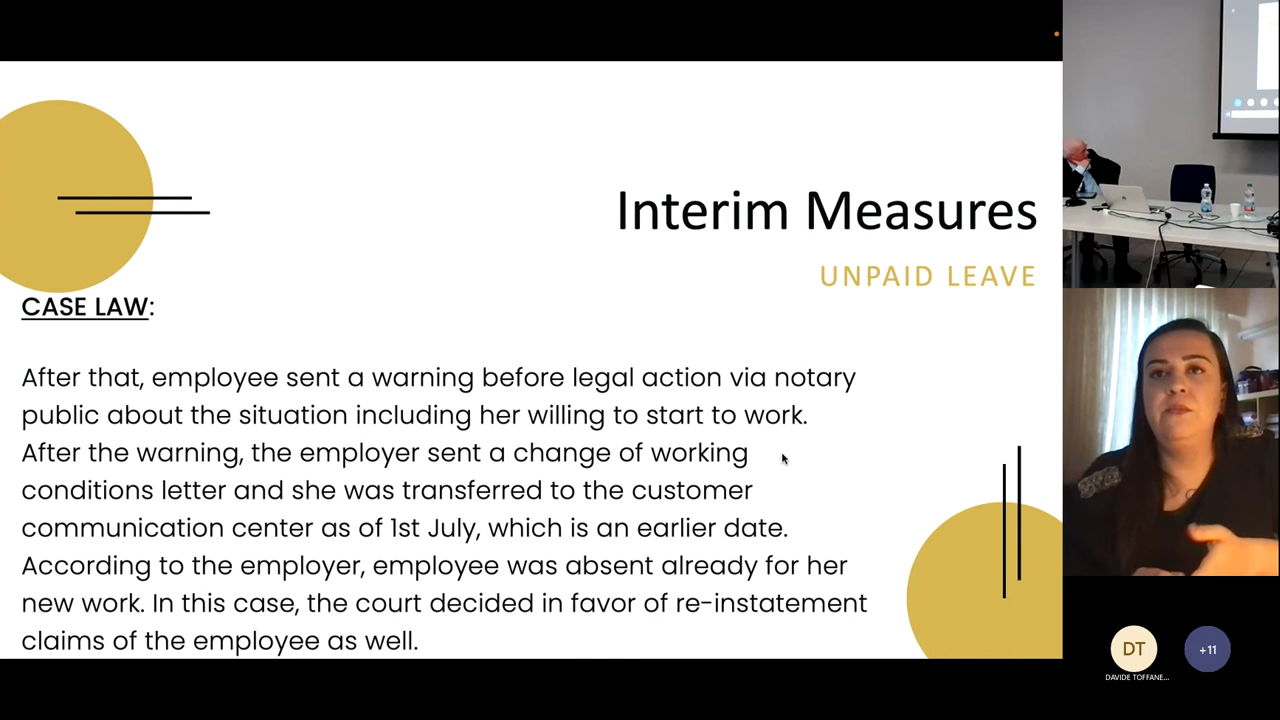 Interim Measures
UNPAID LEAVE
CASE LAW:
After that, employee sent a warning before legal action via notary
public about the situation including her willing to start to work.
After the warning, the employer sent a change of working
conditions letter and she was transferred to the customer
communication center as of 1st July, which is an earlier date.
According to the employer, employee was absent already for her
new work. In this case, the court decided in favor of re-instatement
claims of the employee as well.
DT
+11
DAVIDE TOFFANE...